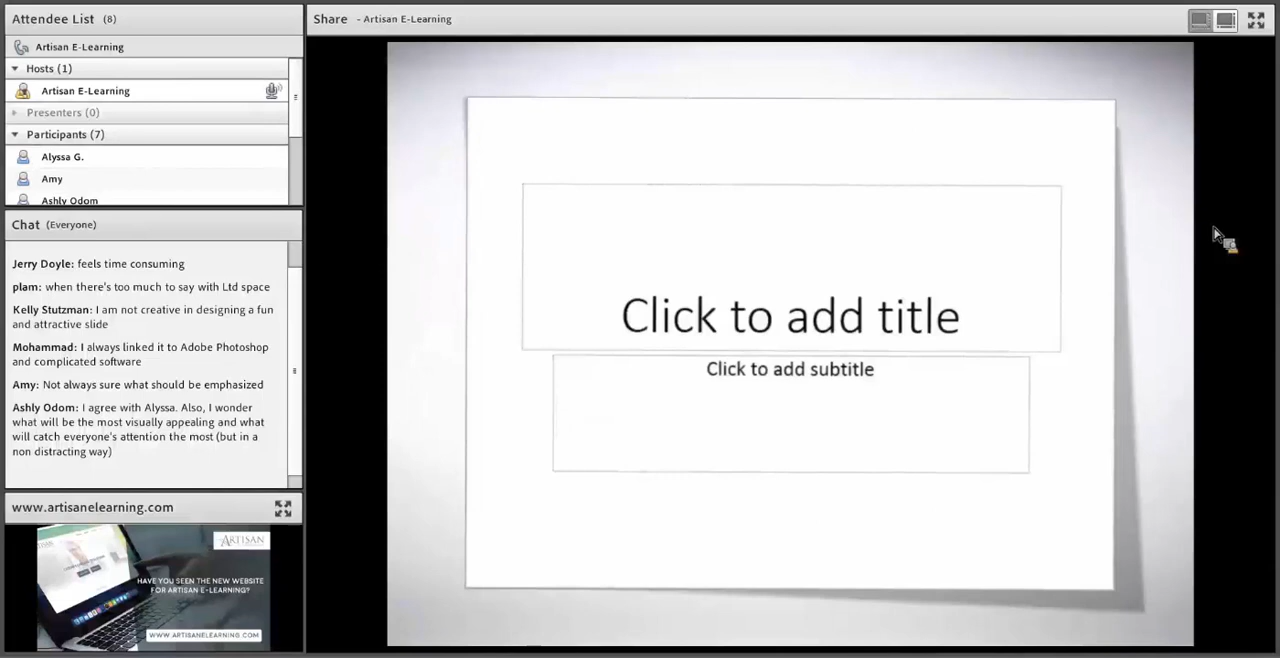 Attendee List (8)
Artisan E-Learning
Hosts (1)
Artisan E-Learning
Presenters (0)
Participants (7)
Alyssa G.
Amy
Ashly Odom
Chat (Everyone)
Jerry Doyle: feels time consuming
plam: when there's too much to say with Ltd space
Kelly Stutzman: I am not creative in designing a fun
and attractive slide
Mohammad: I always linked it to Adobe Photopshop
and complicated software
Amy: Not always sure what should be emphasized
Ashly Odom: I agree with Alyssa. Also, I wonder
what will be the most visually appealing and what
will catch everyone's attention the most (but in a
non distracting way)
www.artisanelearning.com
ARTISAN
HAVE YOU SEEN THE NEW WEBSITE
FOR ARTISAN E-LEARNING?
WWW.ARTISANELEARNING.COM
Share - Artisan E-Learning
Click to add title
Click to add subtitle